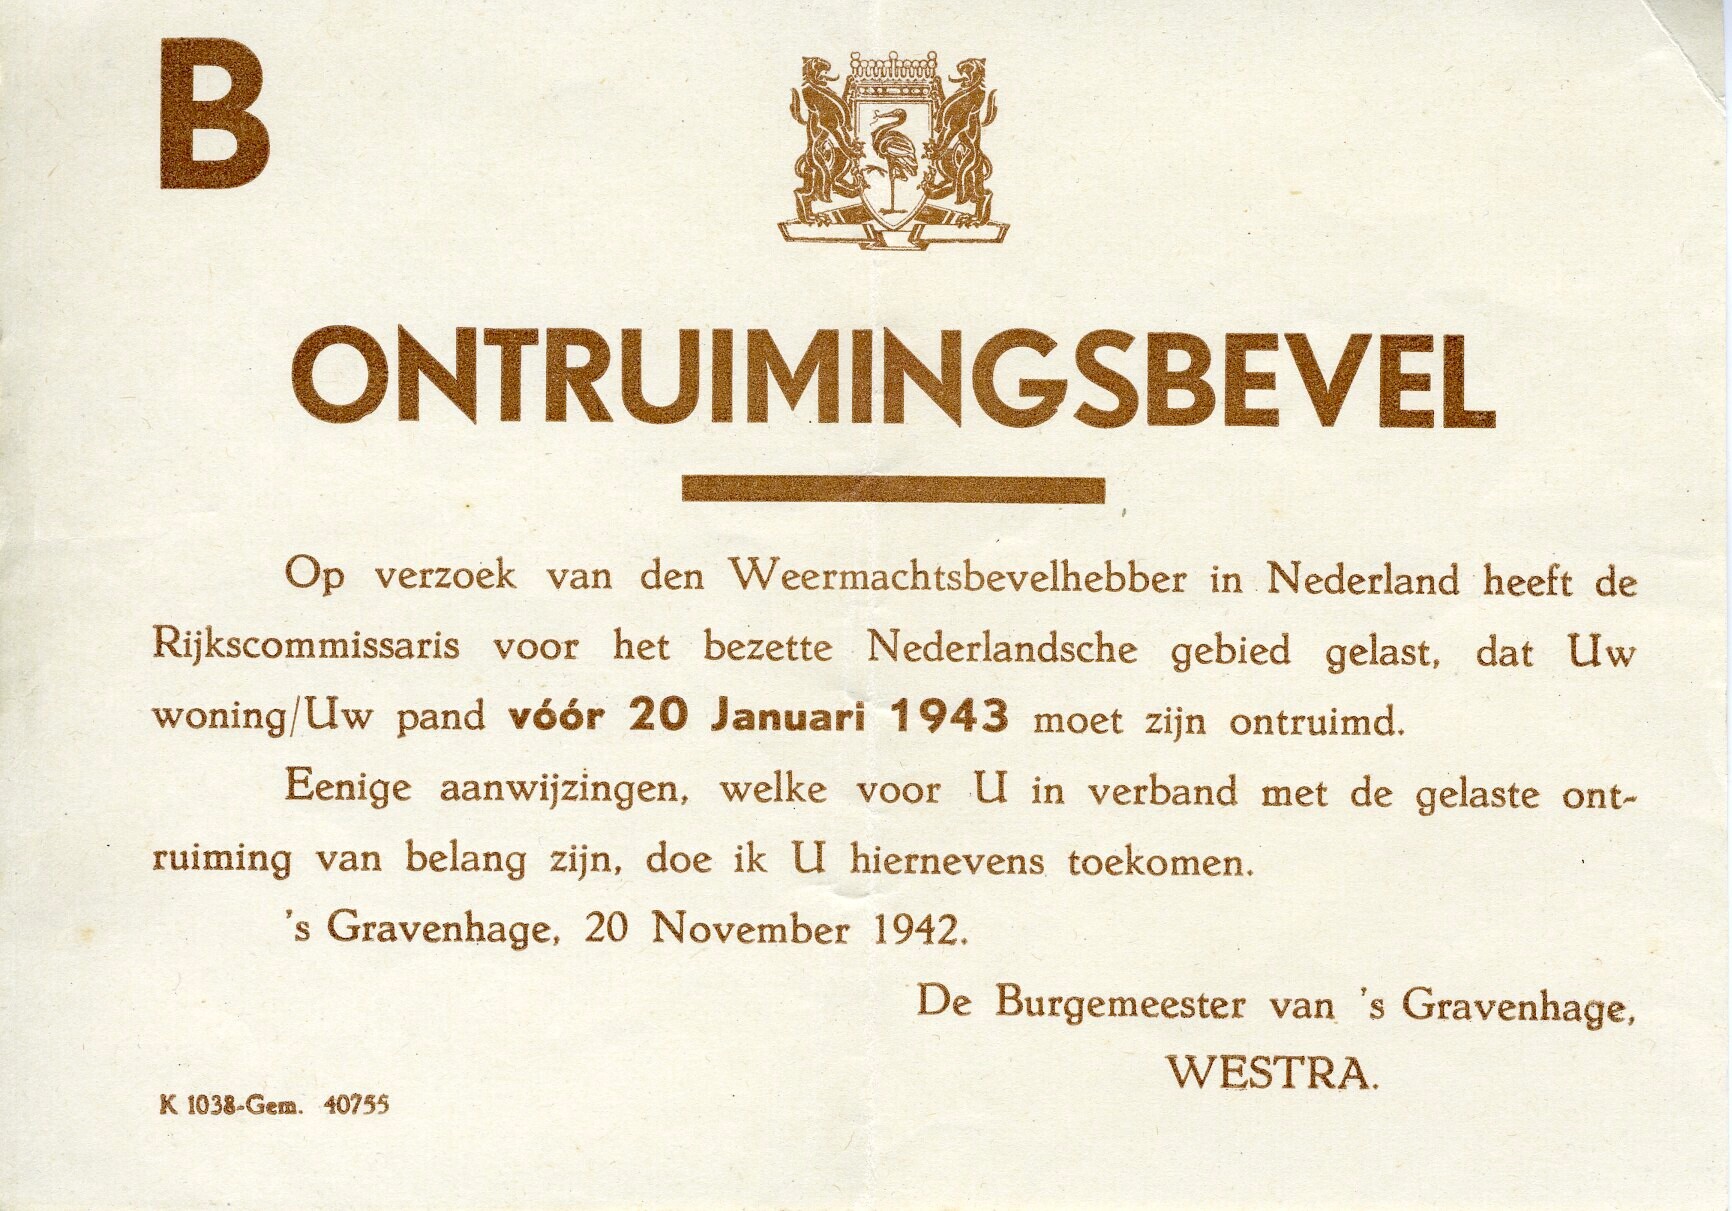 B
ONTRUIMINGSBEVEL
Op verzoek van den Weermachtsbevelhebber in Nederland heeft de
Rijkscommissaris voor het bezette Nederlandsche gebied gelast, dat Uw
woning/Uw pand vóór 20 Januari 1943 moet zijn ontruimd.
Eenige aanwijzingen, welke voor U in verband met de gelaste ont-
ruiming van belang zijn, doe ik U hiernevens toekomen.
's Gravenhage, 20 November 1942.
De Burgemeester van 's Gravenhage,
WESTRA.
K 1038-Gem. 40755